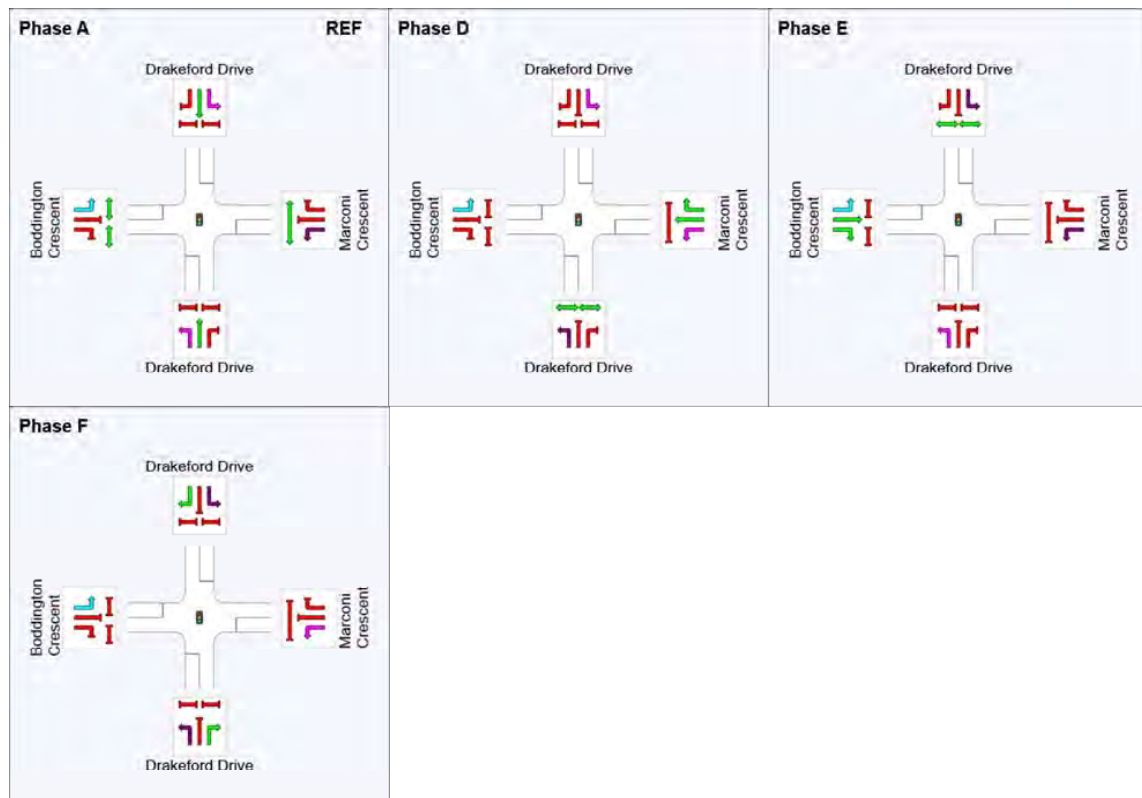 Phase A
REF
Drakeford Drive
Boddington
Crescent
Marconi
Crescent
Drakeford Drive
Phase D
Drakeford Drive
Boddington
Crescent
Marconi
Crescent
Drakeford Drive
Phase E
Drakeford Drive
Boddington
Crescent
Marconi
Crescent
Drakeford Drive
Phase F
Drakeford Drive
Boddington
Crescent
Marconi
Crescent
Drakeford Drive